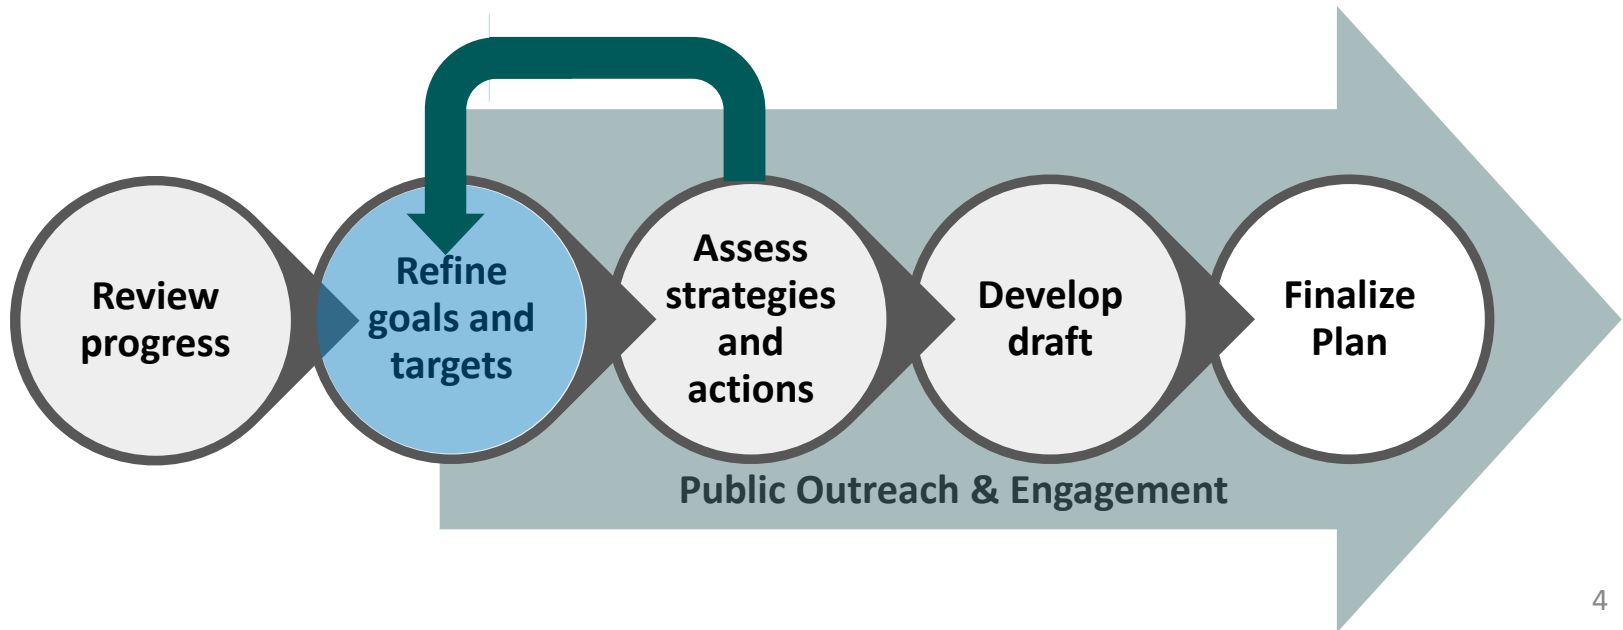 Review
progress
Refine
goals and
targets
Assess
strategies
and
actions
Develop
draft
Finalize
Plan
Public Outreach & Engagement
4